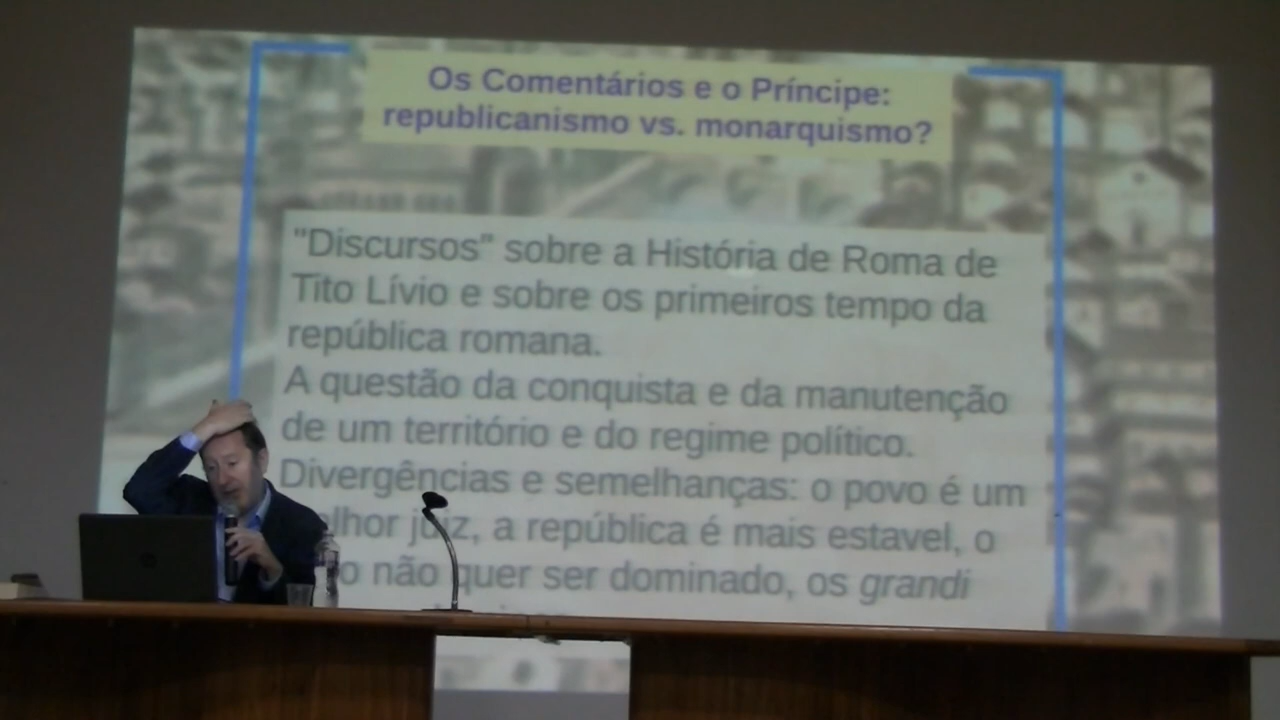 Os Comentários e o Príncipe:
republicanismo vs. monarquismo?
"Discursos" sobre a História de Roma de
Tito Lívio e sobre os primeiros tempo da
república romana.
A questão da conquista e da manutenção
de um território e do regime político.
Divergências e semelhanças: o povo é um
juiz, a república é mais estavel, o
não quer ser dominado, os grandi